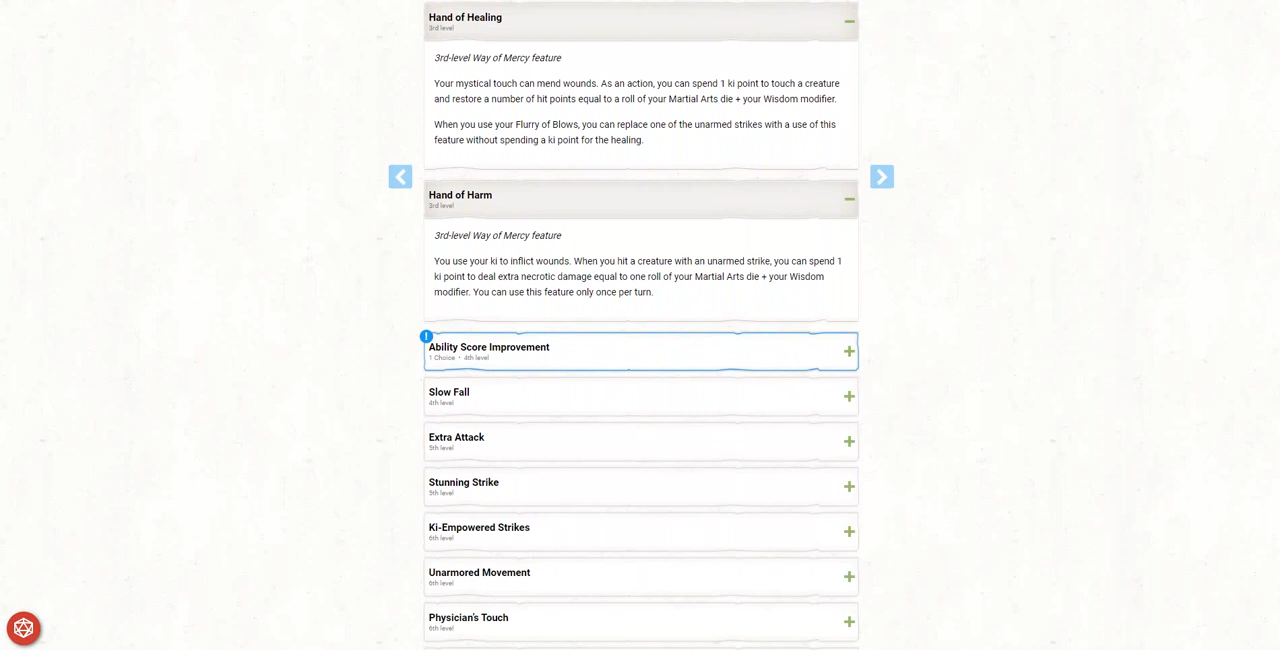 Hand of Healing
3rd level
3rd-level Way of Mercy feature
Your mystical touch can mend wounds. As an action, you can spend 1 ki point to touch a creature
and restore a number of hit points equal to a roll of your Martial Arts die + your Wisdom modifier.
When you use your Flurry of Blows, you can replace one of the unarmed strikes with a use of this
feature without spending a ki point for the healing.
Hand of Harm
3rd level
3rd-level Way of Mercy feature
You use your ki to inflict wounds. When you hit a creature with an unarmed strike, you can spend 1
ki point to deal extra necrotic damage equal to one roll of your Martial Arts die + your Wisdom
modifier. You can use this feature only once per turn.
!
Ability Score Improvement
1 Choice • 4th level
Slow Fall
4th level
Extra Attack
5th level
Stunning Strike
5th level
Ki-Empowered Strikes
6th level
Unarmored Movement
6th level
Physician's Touch
6th level